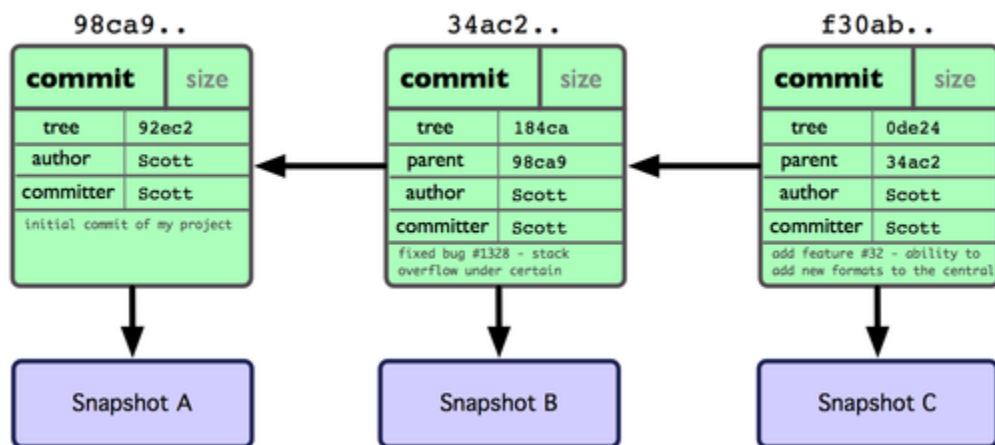 98ca9..
commit size
tree 92ec2
author Scott
committer Scott
initial commit of my project
Snapshot A
34ac2..
commit size
tree 184ca
parent 98ca9
author Scott
committer Scott
fixed bug #1328 - stack
overflow under certain
Snapshot B
f30ab..
commit size
tree 0de24
parent 34ac2
author Scott
committer Scott
add feature #32 - ability to
add new formats to the central
Snapshot C